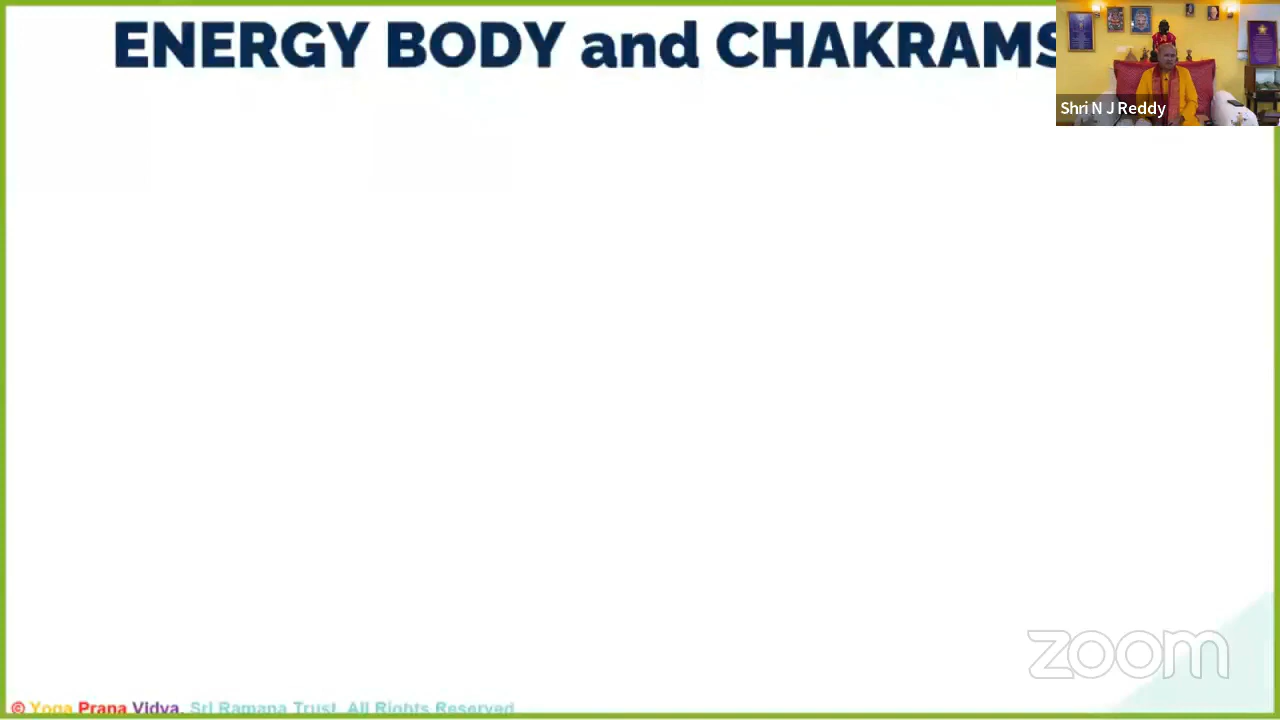 ENERGY BODY and CHAKRAMS
Shri N J Reddy
zoom
© Yoga Prana Vidya, Sri Ramana Trust. All Rights Reserved